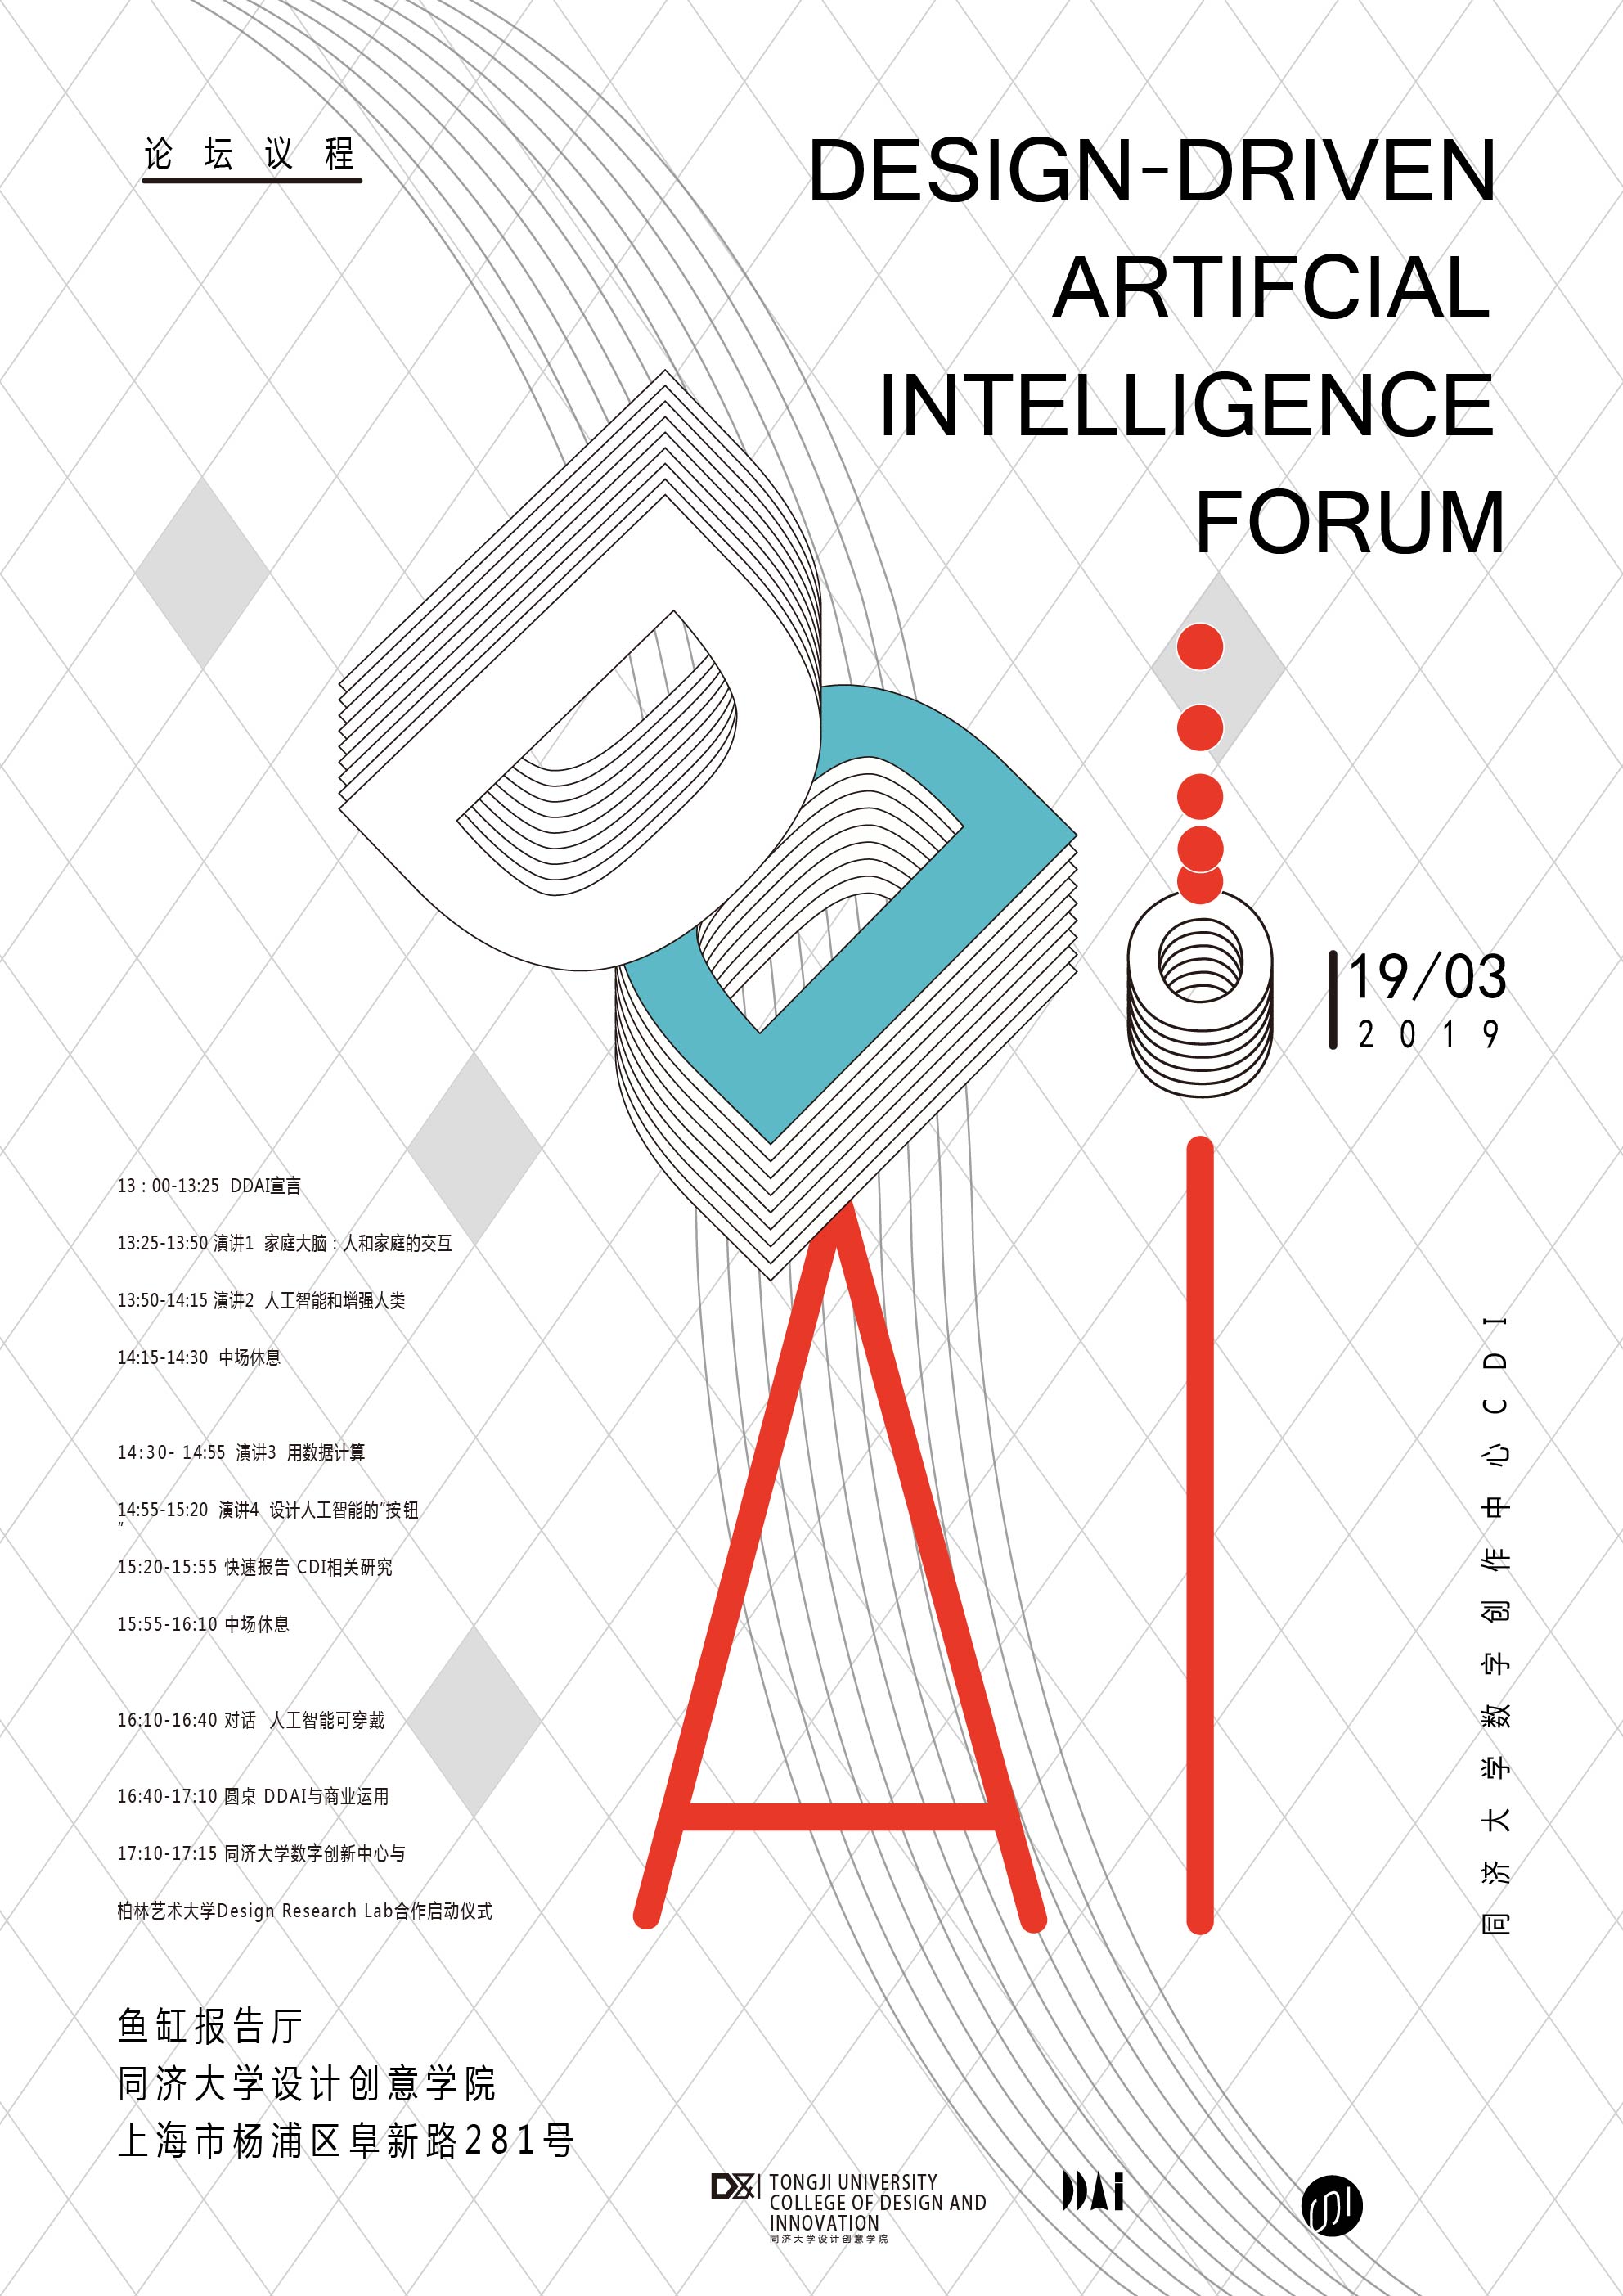 论坛议程
DESIGN-DRIVEN
ARTIFCIAL
INTELLIGENCE
FORUM
19/03
2019
13：00-13:25 DDAI宣言
13:25-13:50 演讲1 家庭大脑：人和家庭的交互
13:50-14:15 演讲2 人工智能和增强人类
14:15-14:30 中场休息
14:30- 14:55 演讲3 用数据计算
14:55-15:20 演讲4 设计人工智能的"按钮
"
15:20-15:55 快速报告 CDI相关研究
15:55-16:10 中场休息
16:10-16:40 对话 人工智能可穿戴
16:40-17:10 圆桌 DDAI与商业运用
17:10-17:15 同济大学数字创新中心与
柏林艺术大学Design Research Lab合作启动仪式
同济大学数字创作中心CDI
鱼缸报告厅
同济大学设计创意学院
上海市杨浦区阜新路281号
D&I
TONGJI UNIVERSITY
COLLEGE OF DESIGN AND
INNOVATION
同济大学设计创意学院
DDAi